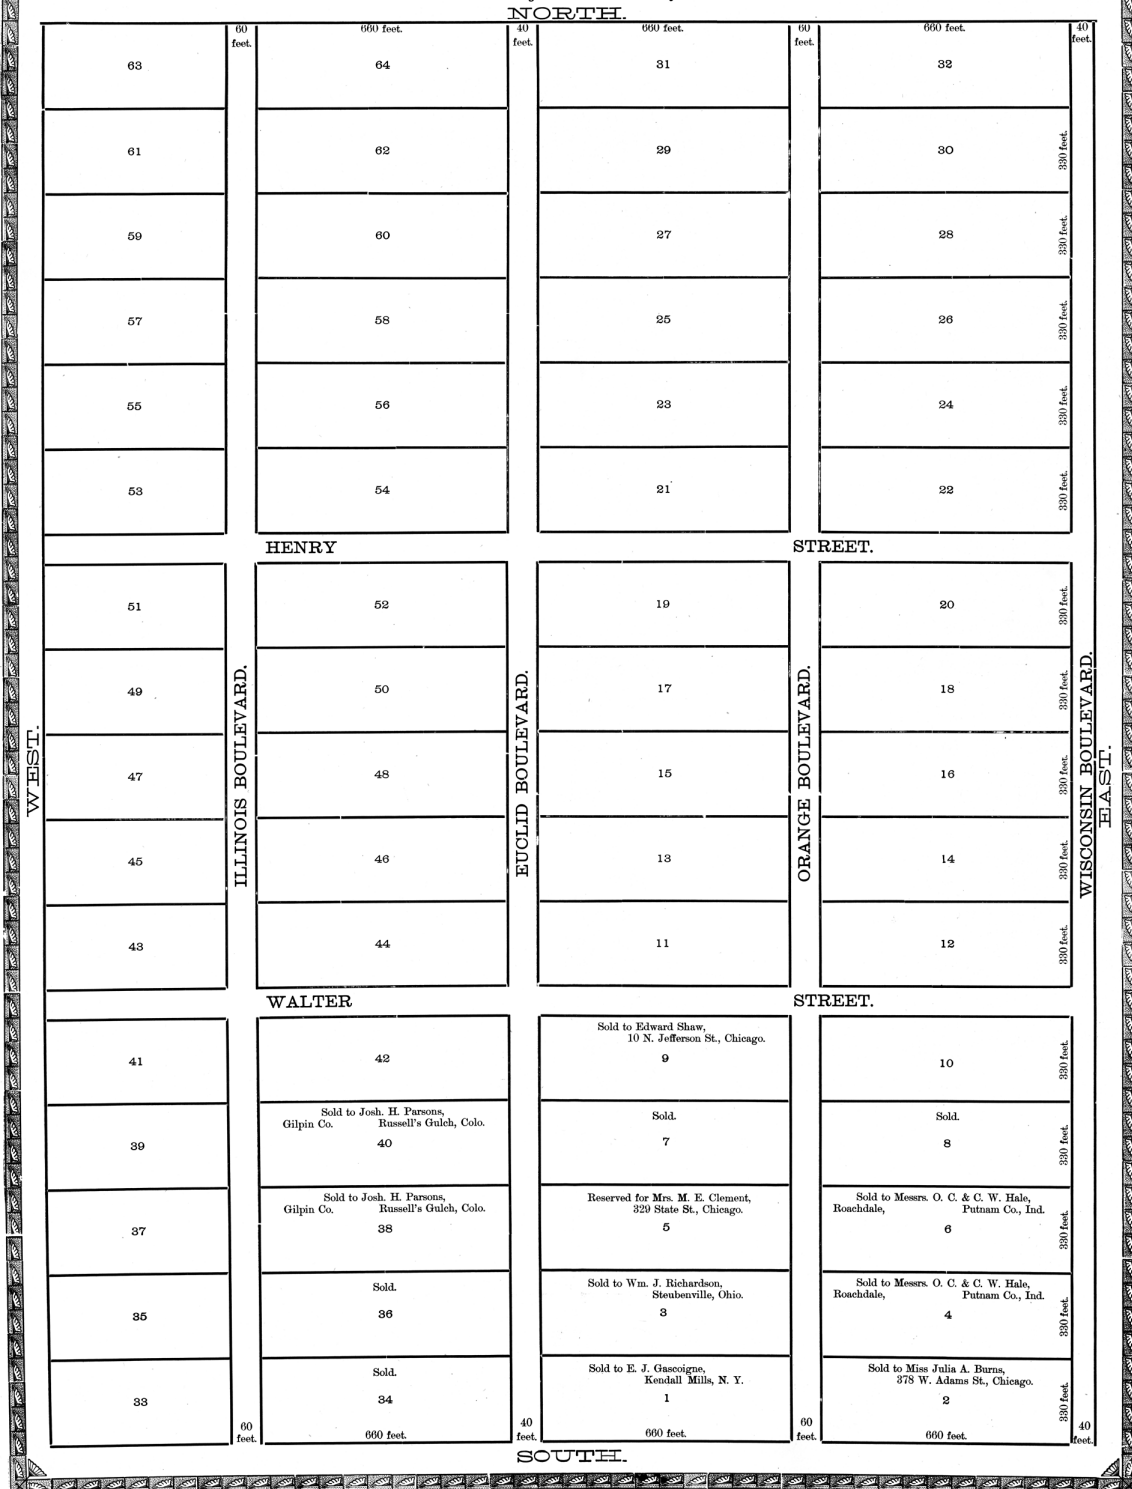 NORTH.
60 feet. 660 feet. 40 feet. 660 feet. 60 feet. 660 feet. 40 feet.
63 64 31 32
61 62 29 30 330 feet.
59 60 27 28 330 feet.
57 58 25 26 330 feet.
55 56 23 24 330 feet.
53 54 21 22 330 feet.
HENRY STREET.
51 52 19 20 330 feet.
49 50 17 18 330 feet.
47 48 15 16 330 feet.
45 46 13 14 330 feet.
43 44 11 12 330 feet.
WEST.
ILLINOIS BOULEVARD.
EUCLID BOULEVARD.
ORANGE BOULEVARD.
WISCONSIN BOULEVARD.
EAST.
WALTER STREET.
41
42
Sold to Edward Shaw,
10 N. Jefferson St., Chicago.
9
10
330 feet.
39
Sold to Josh. H. Parsons,
Gilpin Co. Russell's Gulch, Colo.
40
Sold.
7
Sold.
8
330 feet.
37
Sold to Josh. H. Parsons,
Gilpin Co. Russell's Gulch, Colo.
38
Reserved for Mrs. M. E. Clement,
329 State St., Chicago.
5
Sold to Messrs. O. C. & C. W. Hale,
Roachdale, Putnam Co., Ind.
6
330 feet.
35
Sold.
36
Sold to Wm. J. Richardson,
Steubenville, Ohio.
3
Sold to Messrs. O. C. & C. W. Hale,
Roachdale, Putnam Co., Ind.
4
330 feet.
33
Sold.
34
Sold to E. J. Gascoigne,
Kendall Mills, N. Y.
1
Sold to Miss Julia A. Burns,
378 W. Adams St., Chicago.
2
330 feet.
60 feet. 660 feet. 40 feet. 660 feet. 60 feet. 660 feet. 40 feet.
SOUTH.